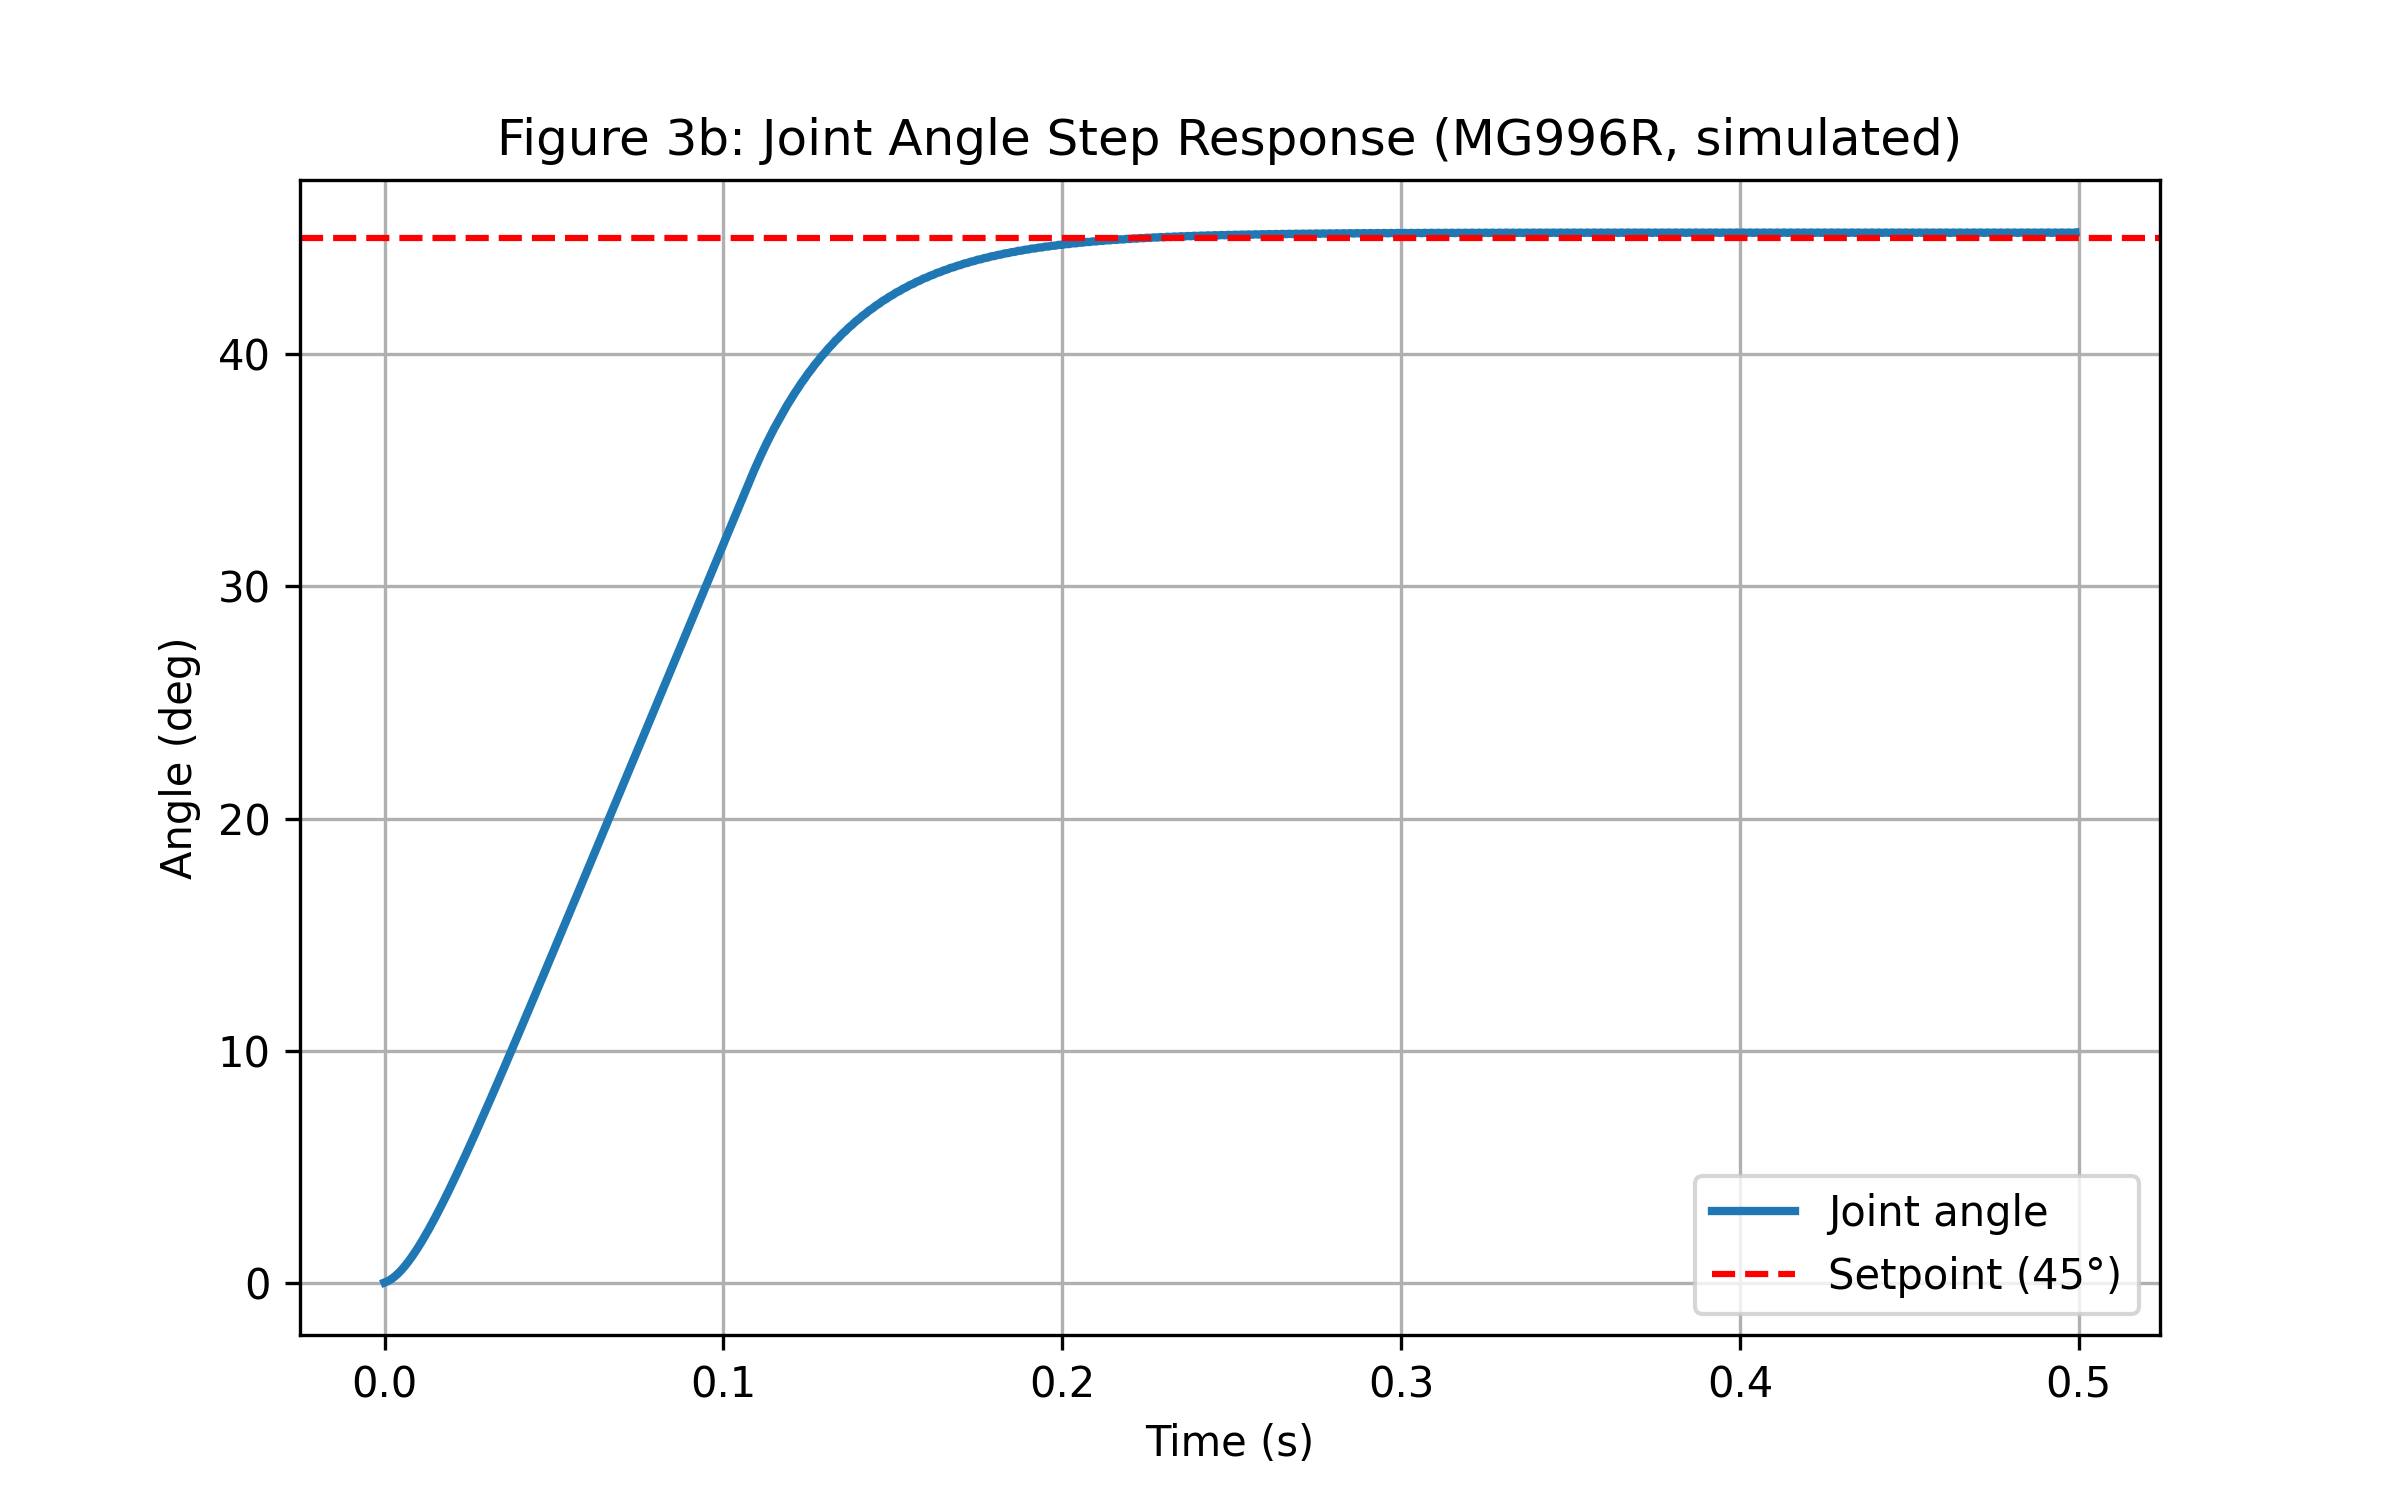 Figure 3b: Joint Angle Step Response (MG996R, simulated)
Angle (deg)
40
30
20
10
0
0.0 0.1 0.2 0.3 0.4 0.5
Time (s)
Joint angle
Setpoint (45°)